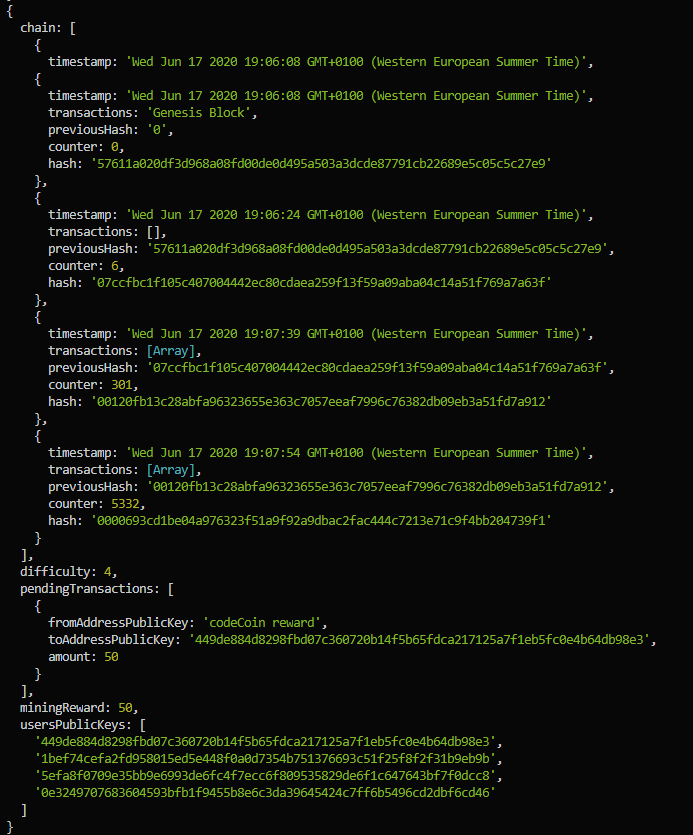 {
  chain: [
    {
      timestamp: 'Wed Jun 17 2020 19:06:08 GMT+0100 (Western European Summer Time)',
    {
      timestamp: 'Wed Jun 17 2020 19:06:08 GMT+0100 (Western European Summer Time)',
      transactions: 'Genesis Block',
      previousHash: '0',
      counter: 0,
      hash: '57611a020df3d968a08fd00de0d495a503a3dcde87791cb22689e5c05c5c27e9'
    },
    {
      timestamp: 'Wed Jun 17 2020 19:06:24 GMT+0100 (Western European Summer Time)',
      transactions: [],
      previousHash: '57611a020df3d968a08fd00de0d495a503a3dcde87791cb22689e5c05c5c27e9',
      counter: 6,
      hash: '07ccfbc1f105c407004442ec80cdaea259f13f59a09aba04c14a51f769a7a63f'
    },
    {
      timestamp: 'Wed Jun 17 2020 19:07:39 GMT+0100 (Western European Summer Time)',
      transactions: [Array],
      previousHash: '07ccfbc1f105c407004442ec80cdaea259f13f59a09aba04c14a51f769a7a63f',
      counter: 301,
      hash: '00120fb13c28abfa96323655e363c7057eeaf7996c76382db09eb3a51fd7a912'
    },
    {
      timestamp: 'Wed Jun 17 2020 19:07:54 GMT+0100 (Western European Summer Time)',
      transactions: [Array],
      previousHash: '00120fb13c28abfa96323655e363c7057eeaf7996c76382db09eb3a51fd7a912',
      counter: 5332,
      hash: '0000693cd1be04a976323f51a9f92a9dbac2fac444c7213e71c9f4bb204739f1'
    }
  ],
  difficulty: 4,
  pendingTransactions: [
    {
      fromAddressPublicKey: 'codeCoin reward',
      toAddressPublicKey: '449de884d8298fbd07c360720b14f5b65fdca217125a7f1eb5fc0e4b64db98e3',
      amount: 50
    }
  ],
  miningReward: 50,
  usersPublicKeys: [
    '449de884d8298fbd07c360720b14f5b65fdca217125a7f1eb5fc0e4b64db98e3',
    '1bef74cefa2fd958015ed5e448f0a0d7354b751376693c51f25f8f2f31b9eb9b',
    '5efa8f0709e35bb9e6993de6fc4f7ecc6f809535829de6f1c647643bf7f0dcc8',
    '0e3249707683604593bfb1f9455b8e6c3da39645424c7ff6b5496cd2dbf6cd46'
  ]
}